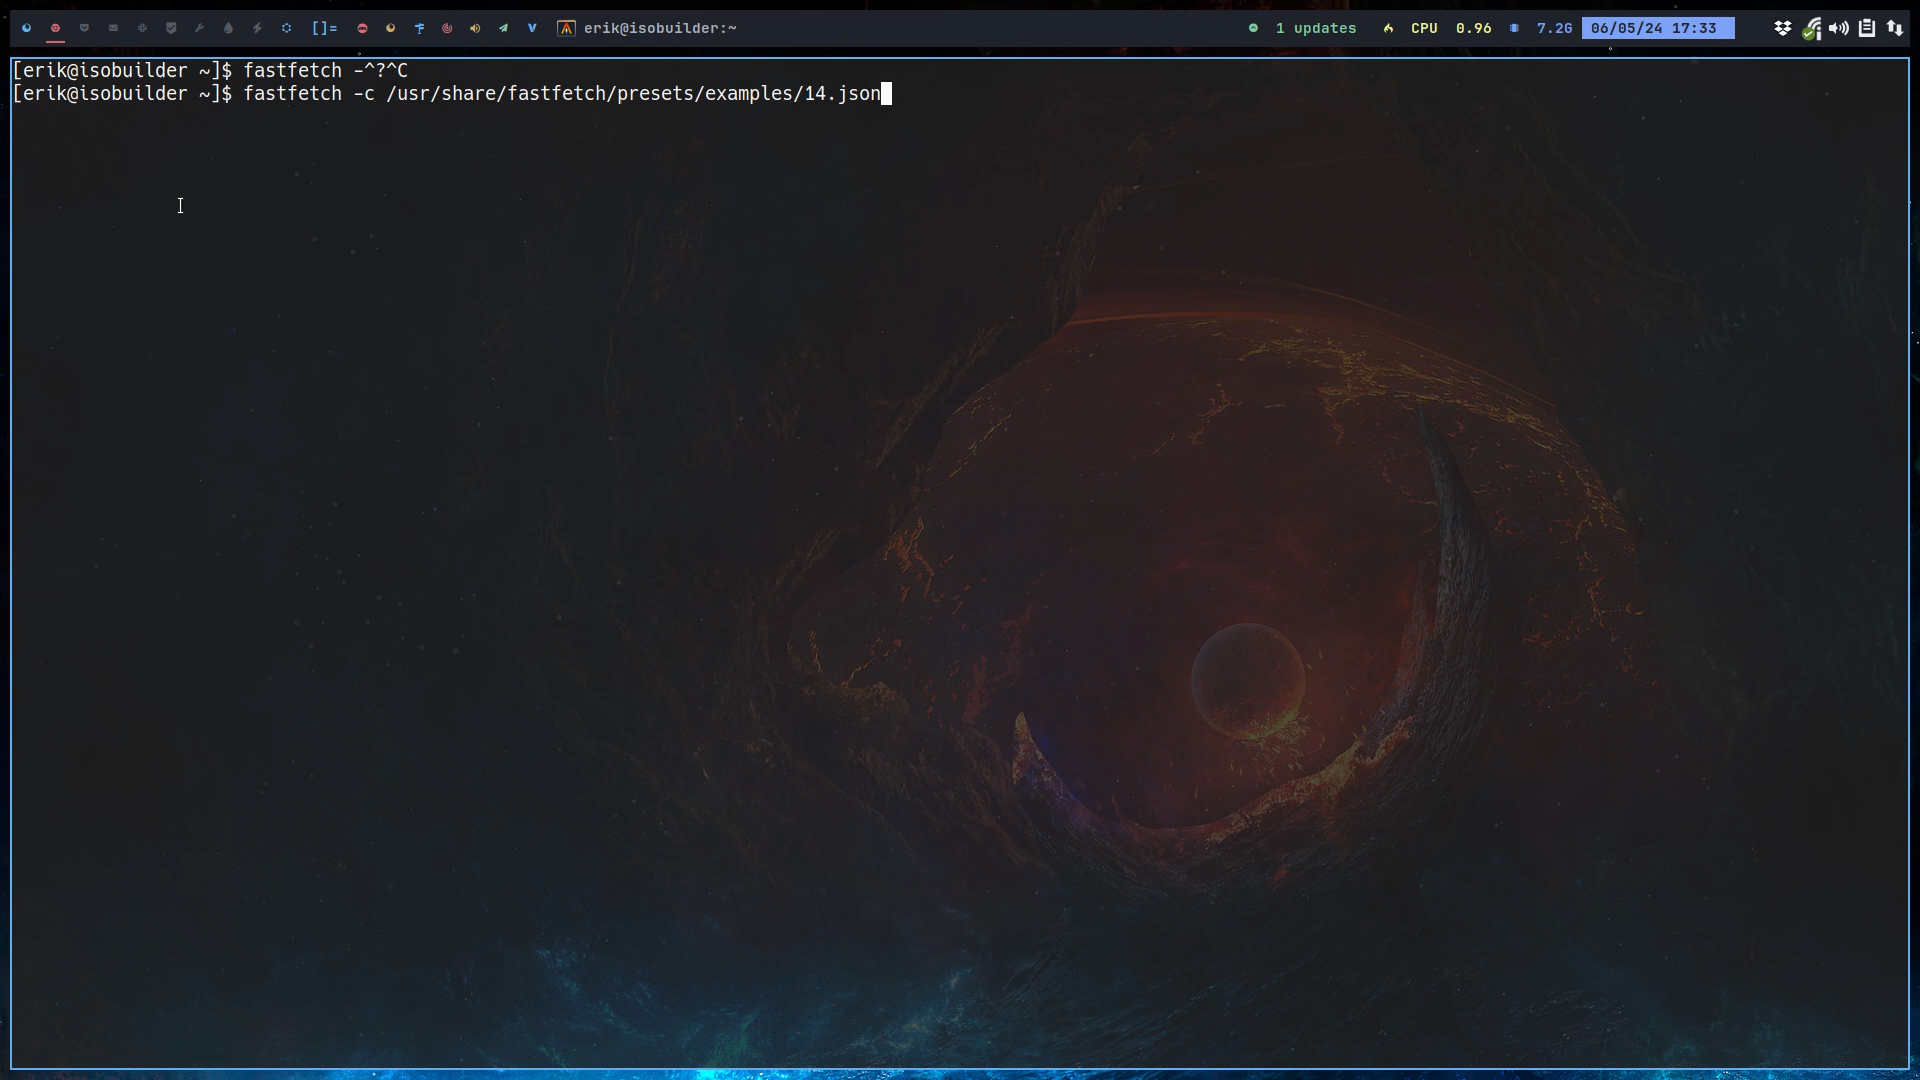 []= V erik@isobuilder:~ 1 updates CPU 0.96 7.2G 06/05/24 17:33
[erik@isobuilder ~]$ fastfetch -^?^C
[erik@isobuilder ~]$ fastfetch -c /usr/share/fastfetch/presets/examples/14.json